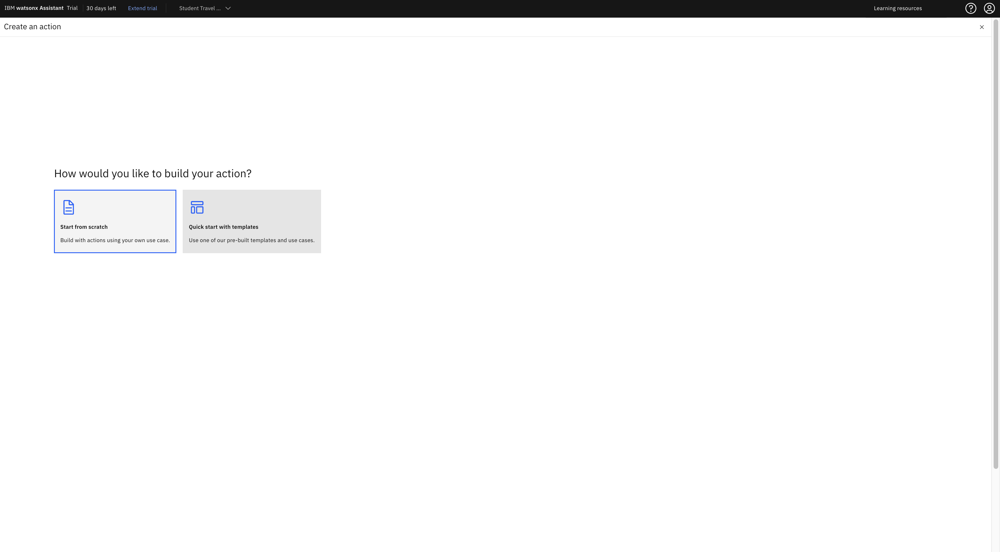 IBM watsonx Assistant Trial 30 days left Extend trial Student Travel ... Learning resources
Create an action
How would you like to build your action?
Start from scratch
Build with actions using your own use case.
Quick start with templates
Use one of our pre-built templates and use cases.